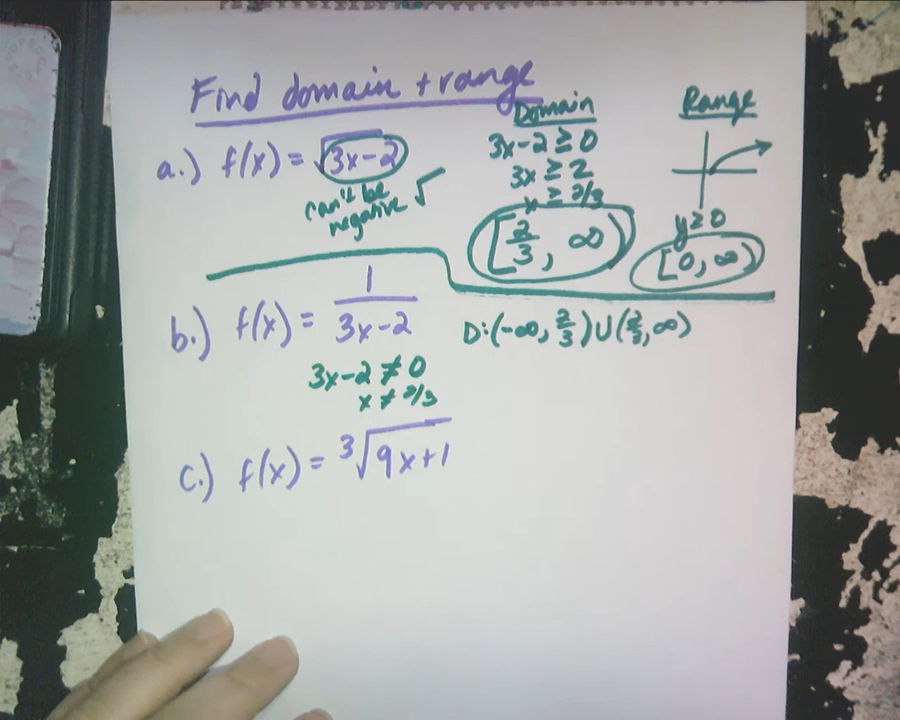 Find domain + range
a.) f(x) = √3x-2
can't be
negative √
Domain
3x-2 ≥ 0
3x ≥ 2
x ≥ 2/3
[2/3, ∞)
Range
y ≥ 0
[0, ∞)
b.) f(x) = 1/3x-2
3x-2 ≠ 0
x ≠ 2/3
D: (-∞, 2/3) U (2/3, ∞)
c.) f(x) = ³√9x+1